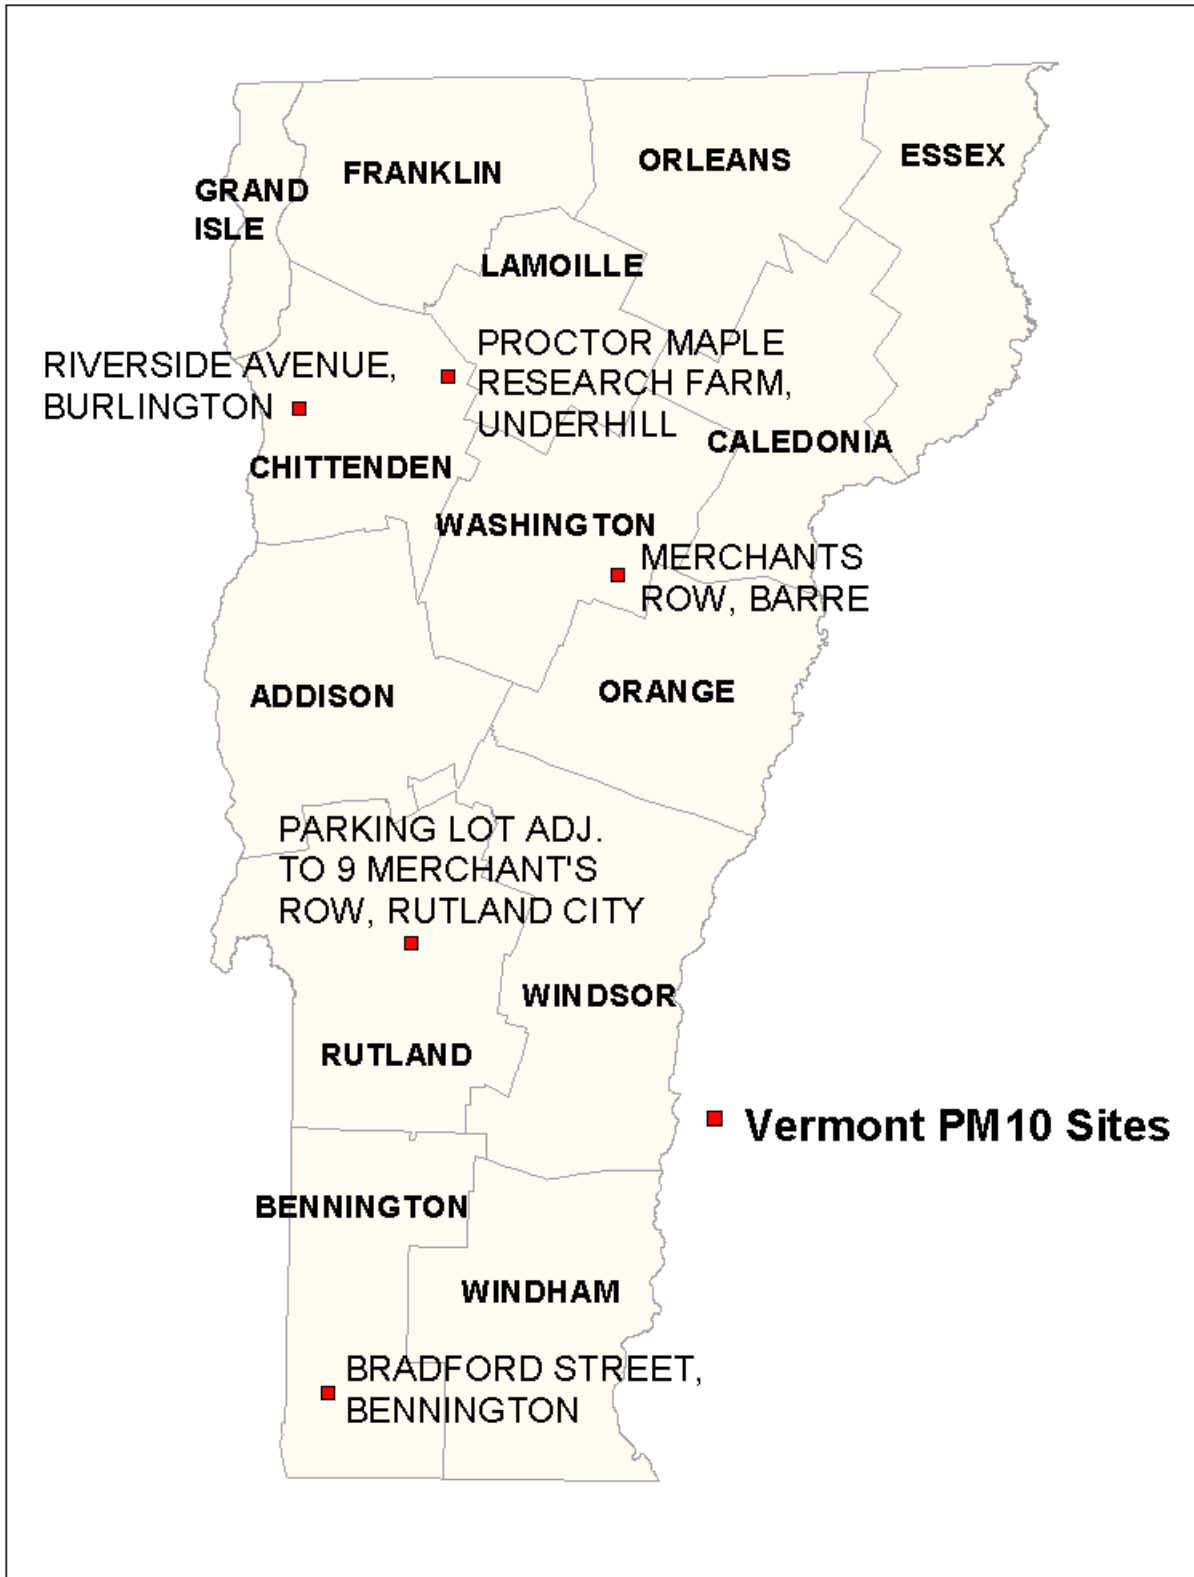 FRANKLIN
ORLEANS
ESSEX
GRAND
ISLE
LAMOILLE
RIVERSIDE AVENUE,
BURLINGTON
PROCTOR MAPLE
RESEARCH FARM,
UNDERHILL
CALEDONIA
CHITTENDEN
WASHINGTON
MERCHANTS
ROW, BARRE
ADDISON
ORANGE
PARKING LOT ADJ.
TO 9 MERCHANT'S
ROW, RUTLAND CITY
WINDSOR
RUTLAND
Vermont PM10 Sites
BENNINGTON
WINDHAM
BRADFORD STREET,
BENNINGTON